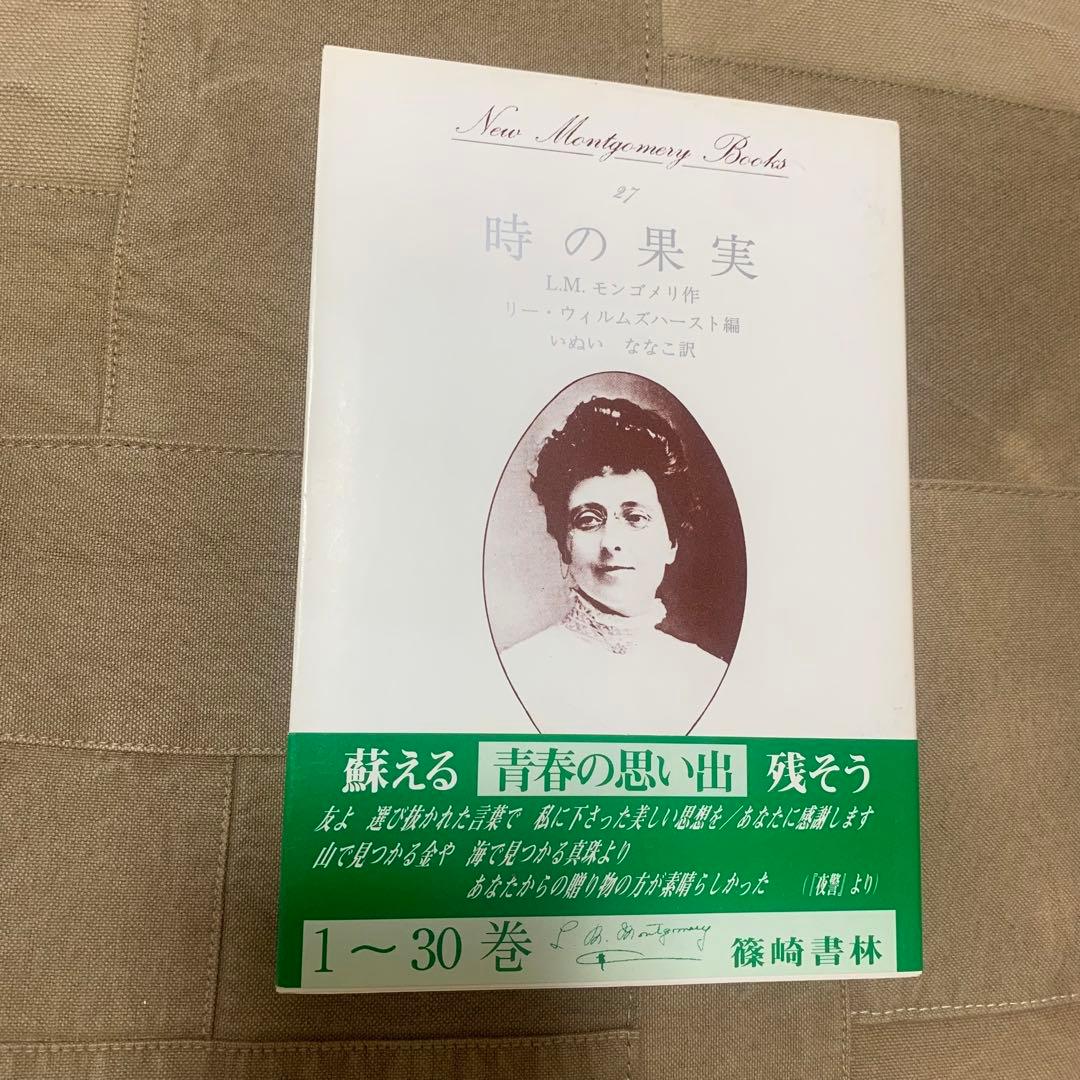 New Montgomery Books
27
時の果実
L.M. モンゴメリ作
リー・ウィルムズハースト編
いぬい ななこ訳
蘇える 青春の思い出 残そう
友よ 選び抜かれた言葉で 私に下さった美しい思想を/あなたに感謝します
山で見つかる金や 海で見つかる真珠より
あなたからの贈り物の方が素晴らしかった (『夜警』より)
1～30 巻 L. M. Montgomery 篠崎書林